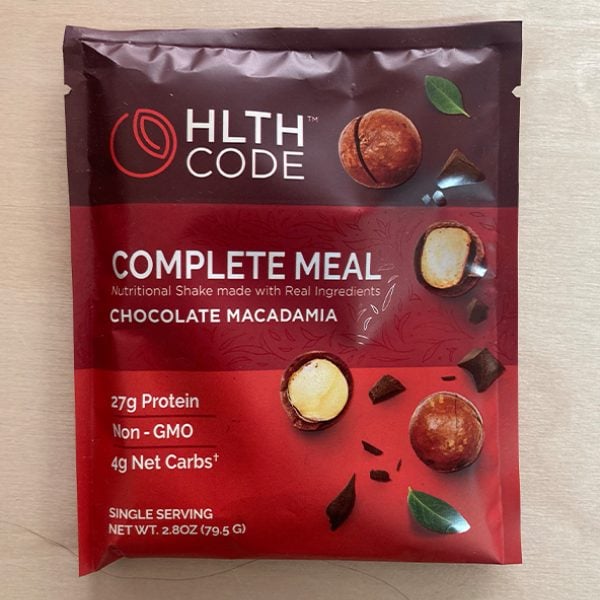 HLTH™
CODE
COMPLETE MEAL
Nutritional Shake made with Real Ingredients
CHOCOLATE MACADAMIA
27g Protein
Non - GMO
4g Net Carbs†
SINGLE SERVING
NET WT. 2.8OZ (79.5 G)